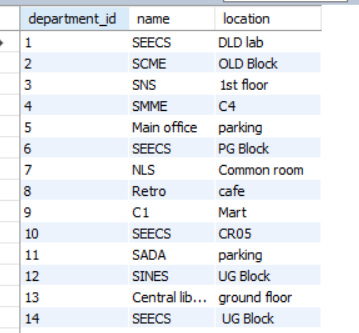 department_id name location
1 SEECS DLD lab
2 SCME OLD Block
3 SNS 1st floor
4 SMME C4
5 Main office parking
6 SEECS PG Block
7 NLS Common room
8 Retro cafe
9 C1 Mart
10 SEECS CR05
11 SADA parking
12 SINES UG Block
13 Central lib... ground floor
14 SEECS UG Block